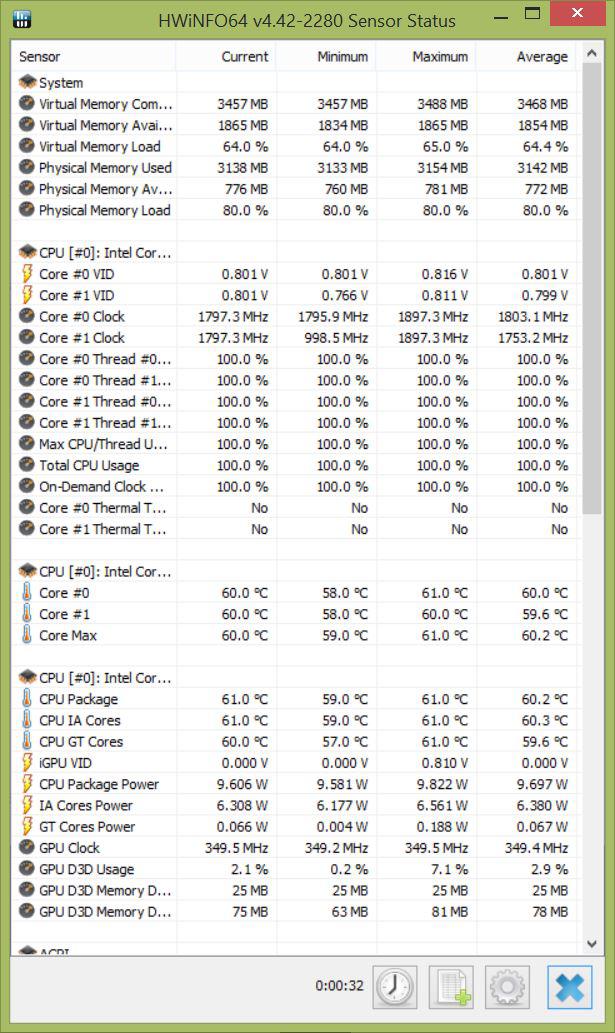 HWiNFO64 v4.42-2280 Sensor Status
Sensor Current Minimum Maximum Average
System
Virtual Memory Com... 3457 MB 3457 MB 3488 MB 3468 MB
Virtual Memory Avai... 1865 MB 1834 MB 1865 MB 1854 MB
Virtual Memory Load 64.0 % 64.0 % 65.0 % 64.4 %
Physical Memory Used 3138 MB 3133 MB 3154 MB 3142 MB
Physical Memory Av... 776 MB 760 MB 781 MB 772 MB
Physical Memory Load 80.0 % 80.0 % 80.0 % 80.0 %
CPU [#0]: Intel Cor...
Core #0 VID 0.801 V 0.801 V 0.816 V 0.801 V
Core #1 VID 0.801 V 0.766 V 0.811 V 0.799 V
Core #0 Clock 1797.3 MHz 1795.9 MHz 1897.3 MHz 1803.1 MHz
Core #1 Clock 1797.3 MHz 998.5 MHz 1897.3 MHz 1753.2 MHz
Core #0 Thread #0... 100.0 % 100.0 % 100.0 % 100.0 %
Core #0 Thread #1... 100.0 % 100.0 % 100.0 % 100.0 %
Core #1 Thread #0... 100.0 % 100.0 % 100.0 % 100.0 %
Core #1 Thread #1... 100.0 % 100.0 % 100.0 % 100.0 %
Max CPU/Thread U... 100.0 % 100.0 % 100.0 % 100.0 %
Total CPU Usage 100.0 % 100.0 % 100.0 % 100.0 %
On-Demand Clock ... 100.0 % 100.0 % 100.0 % 100.0 %
Core #0 Thermal T... No No No No
Core #1 Thermal T... No No No No
CPU [#0]: Intel Cor...
Core #0 60.0 °C 58.0 °C 61.0 °C 60.0 °C
Core #1 60.0 °C 58.0 °C 60.0 °C 59.6 °C
Core Max 60.0 °C 59.0 °C 61.0 °C 60.2 °C
CPU [#0]: Intel Cor...
CPU Package 61.0 °C 59.0 °C 61.0 °C 60.2 °C
CPU IA Cores 61.0 °C 59.0 °C 61.0 °C 60.3 °C
CPU GT Cores 60.0 °C 57.0 °C 61.0 °C 59.6 °C
iGPU VID 0.000 V 0.000 V 0.810 V 0.000 V
CPU Package Power 9.606 W 9.581 W 9.822 W 9.697 W
IA Cores Power 6.308 W 6.177 W 6.561 W 6.380 W
GT Cores Power 0.066 W 0.004 W 0.188 W 0.067 W
GPU Clock 349.5 MHz 349.2 MHz 349.5 MHz 349.4 MHz
GPU D3D Usage 2.1 % 0.2 % 7.1 % 2.9 %
GPU D3D Memory D... 25 MB 25 MB 25 MB 25 MB
GPU D3D Memory D... 75 MB 63 MB 81 MB 78 MB
ACPI
0:00:32